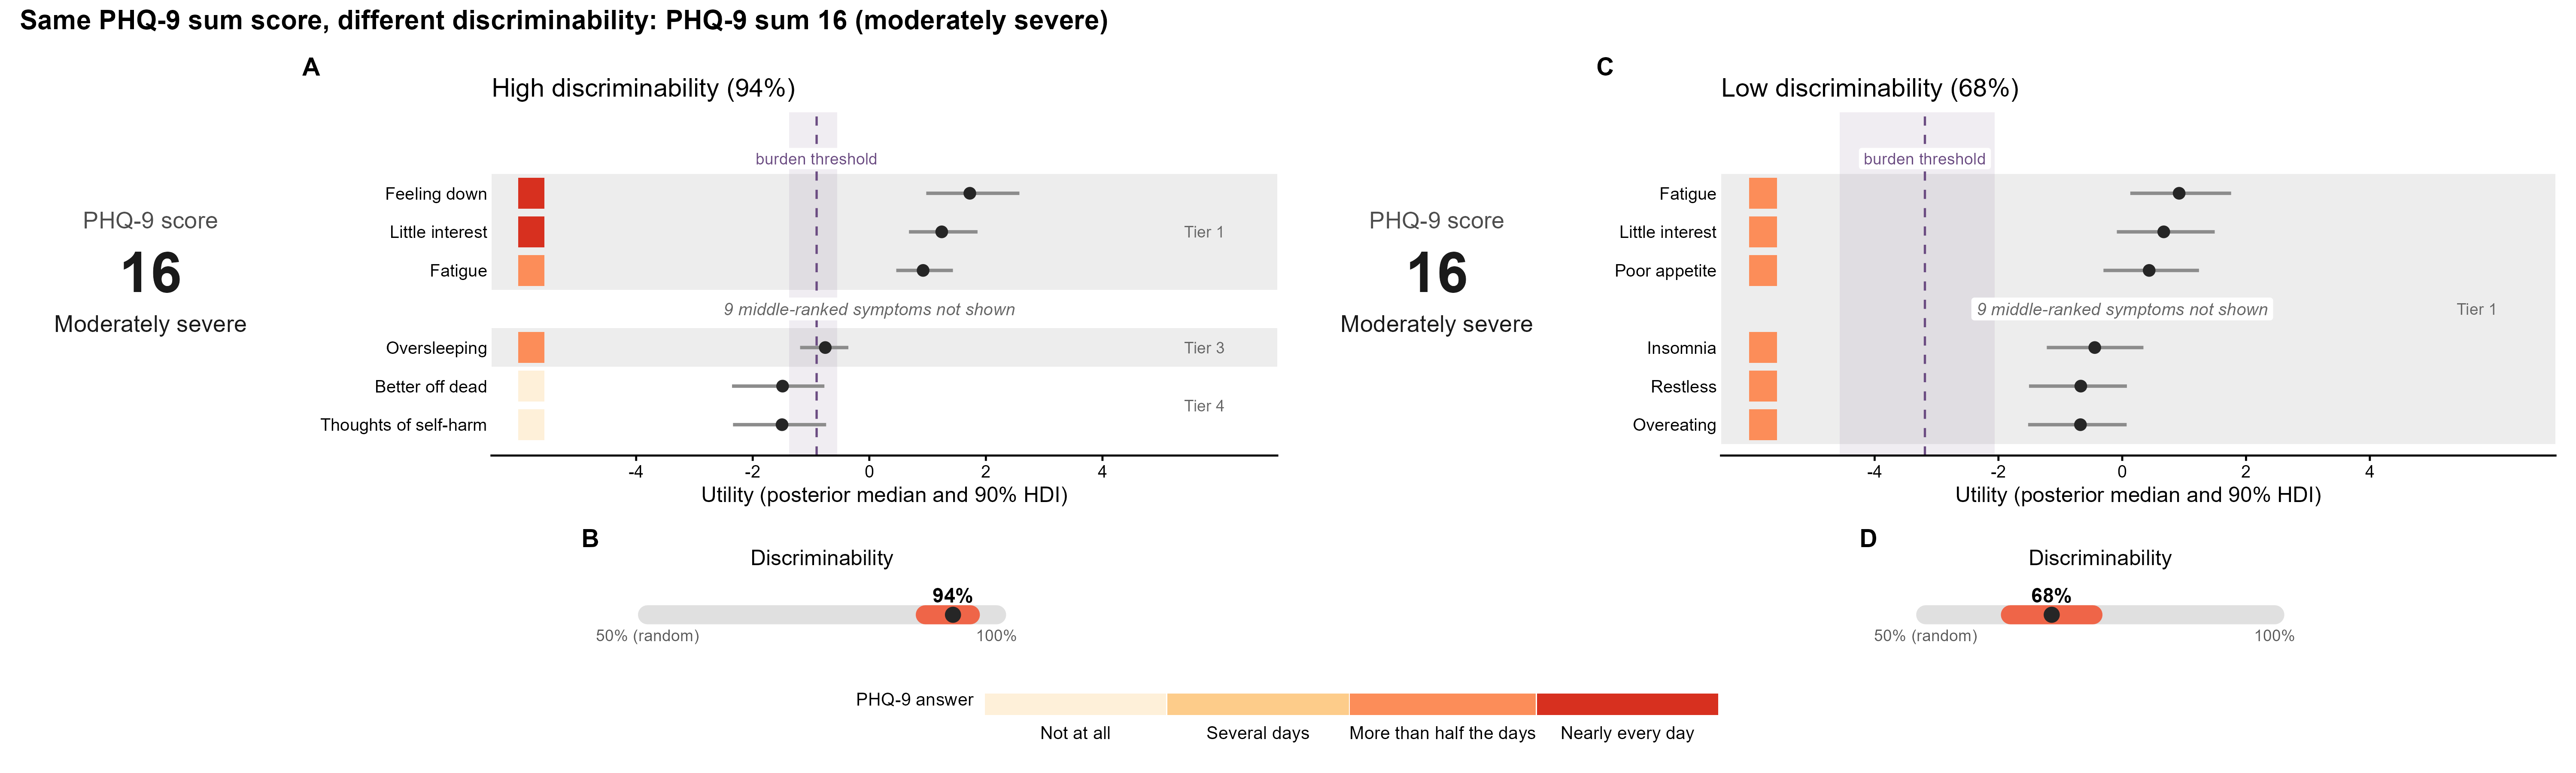 Same PHQ-9 sum score, different discriminability: PHQ-9 sum 16 (moderately severe)
A
High discriminability (94%)
burden threshold
PHQ-9 score
16
Moderately severe
Feeling down
Little interest
Fatigue
Tier 1
9 middle-ranked symptoms not shown
Oversleeping
Tier 3
Better off dead
Thoughts of self-harm
Tier 4
-4 -2 0 2 4
Utility (posterior median and 90% HDI)
B
Discriminability
94%
50% (random) 100%
C
Low discriminability (68%)
burden threshold
PHQ-9 score
16
Moderately severe
Fatigue
Little interest
Poor appetite
9 middle-ranked symptoms not shown
Tier 1
Insomnia
Restless
Overeating
-4 -2 0 2 4
Utility (posterior median and 90% HDI)
D
Discriminability
68%
50% (random) 100%
PHQ-9 answer
Not at all Several days More than half the days Nearly every day